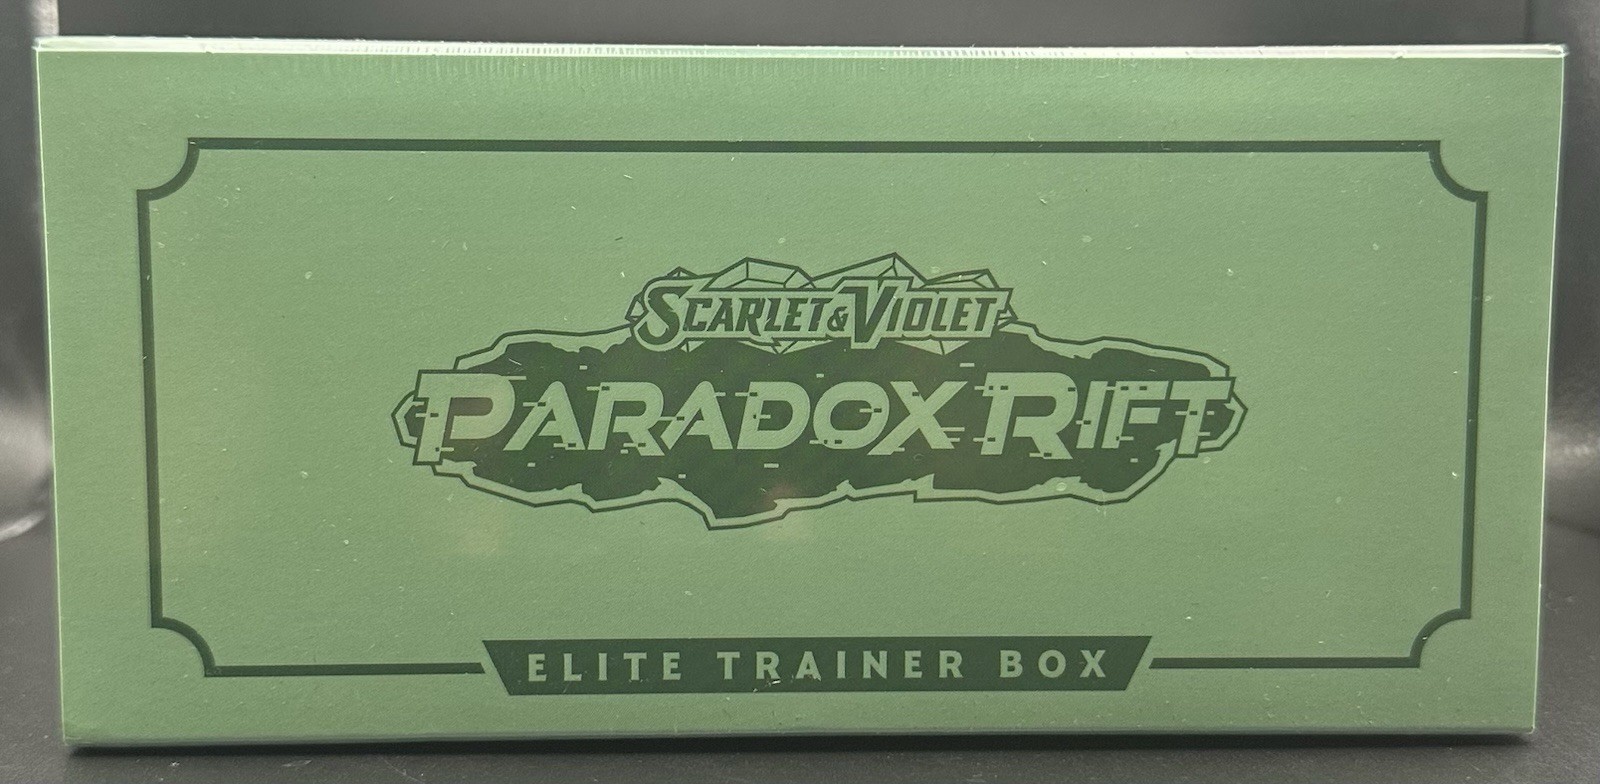 SCARLET & VIOLET
PARADOX RIFT
ELITE TRAINER BOX